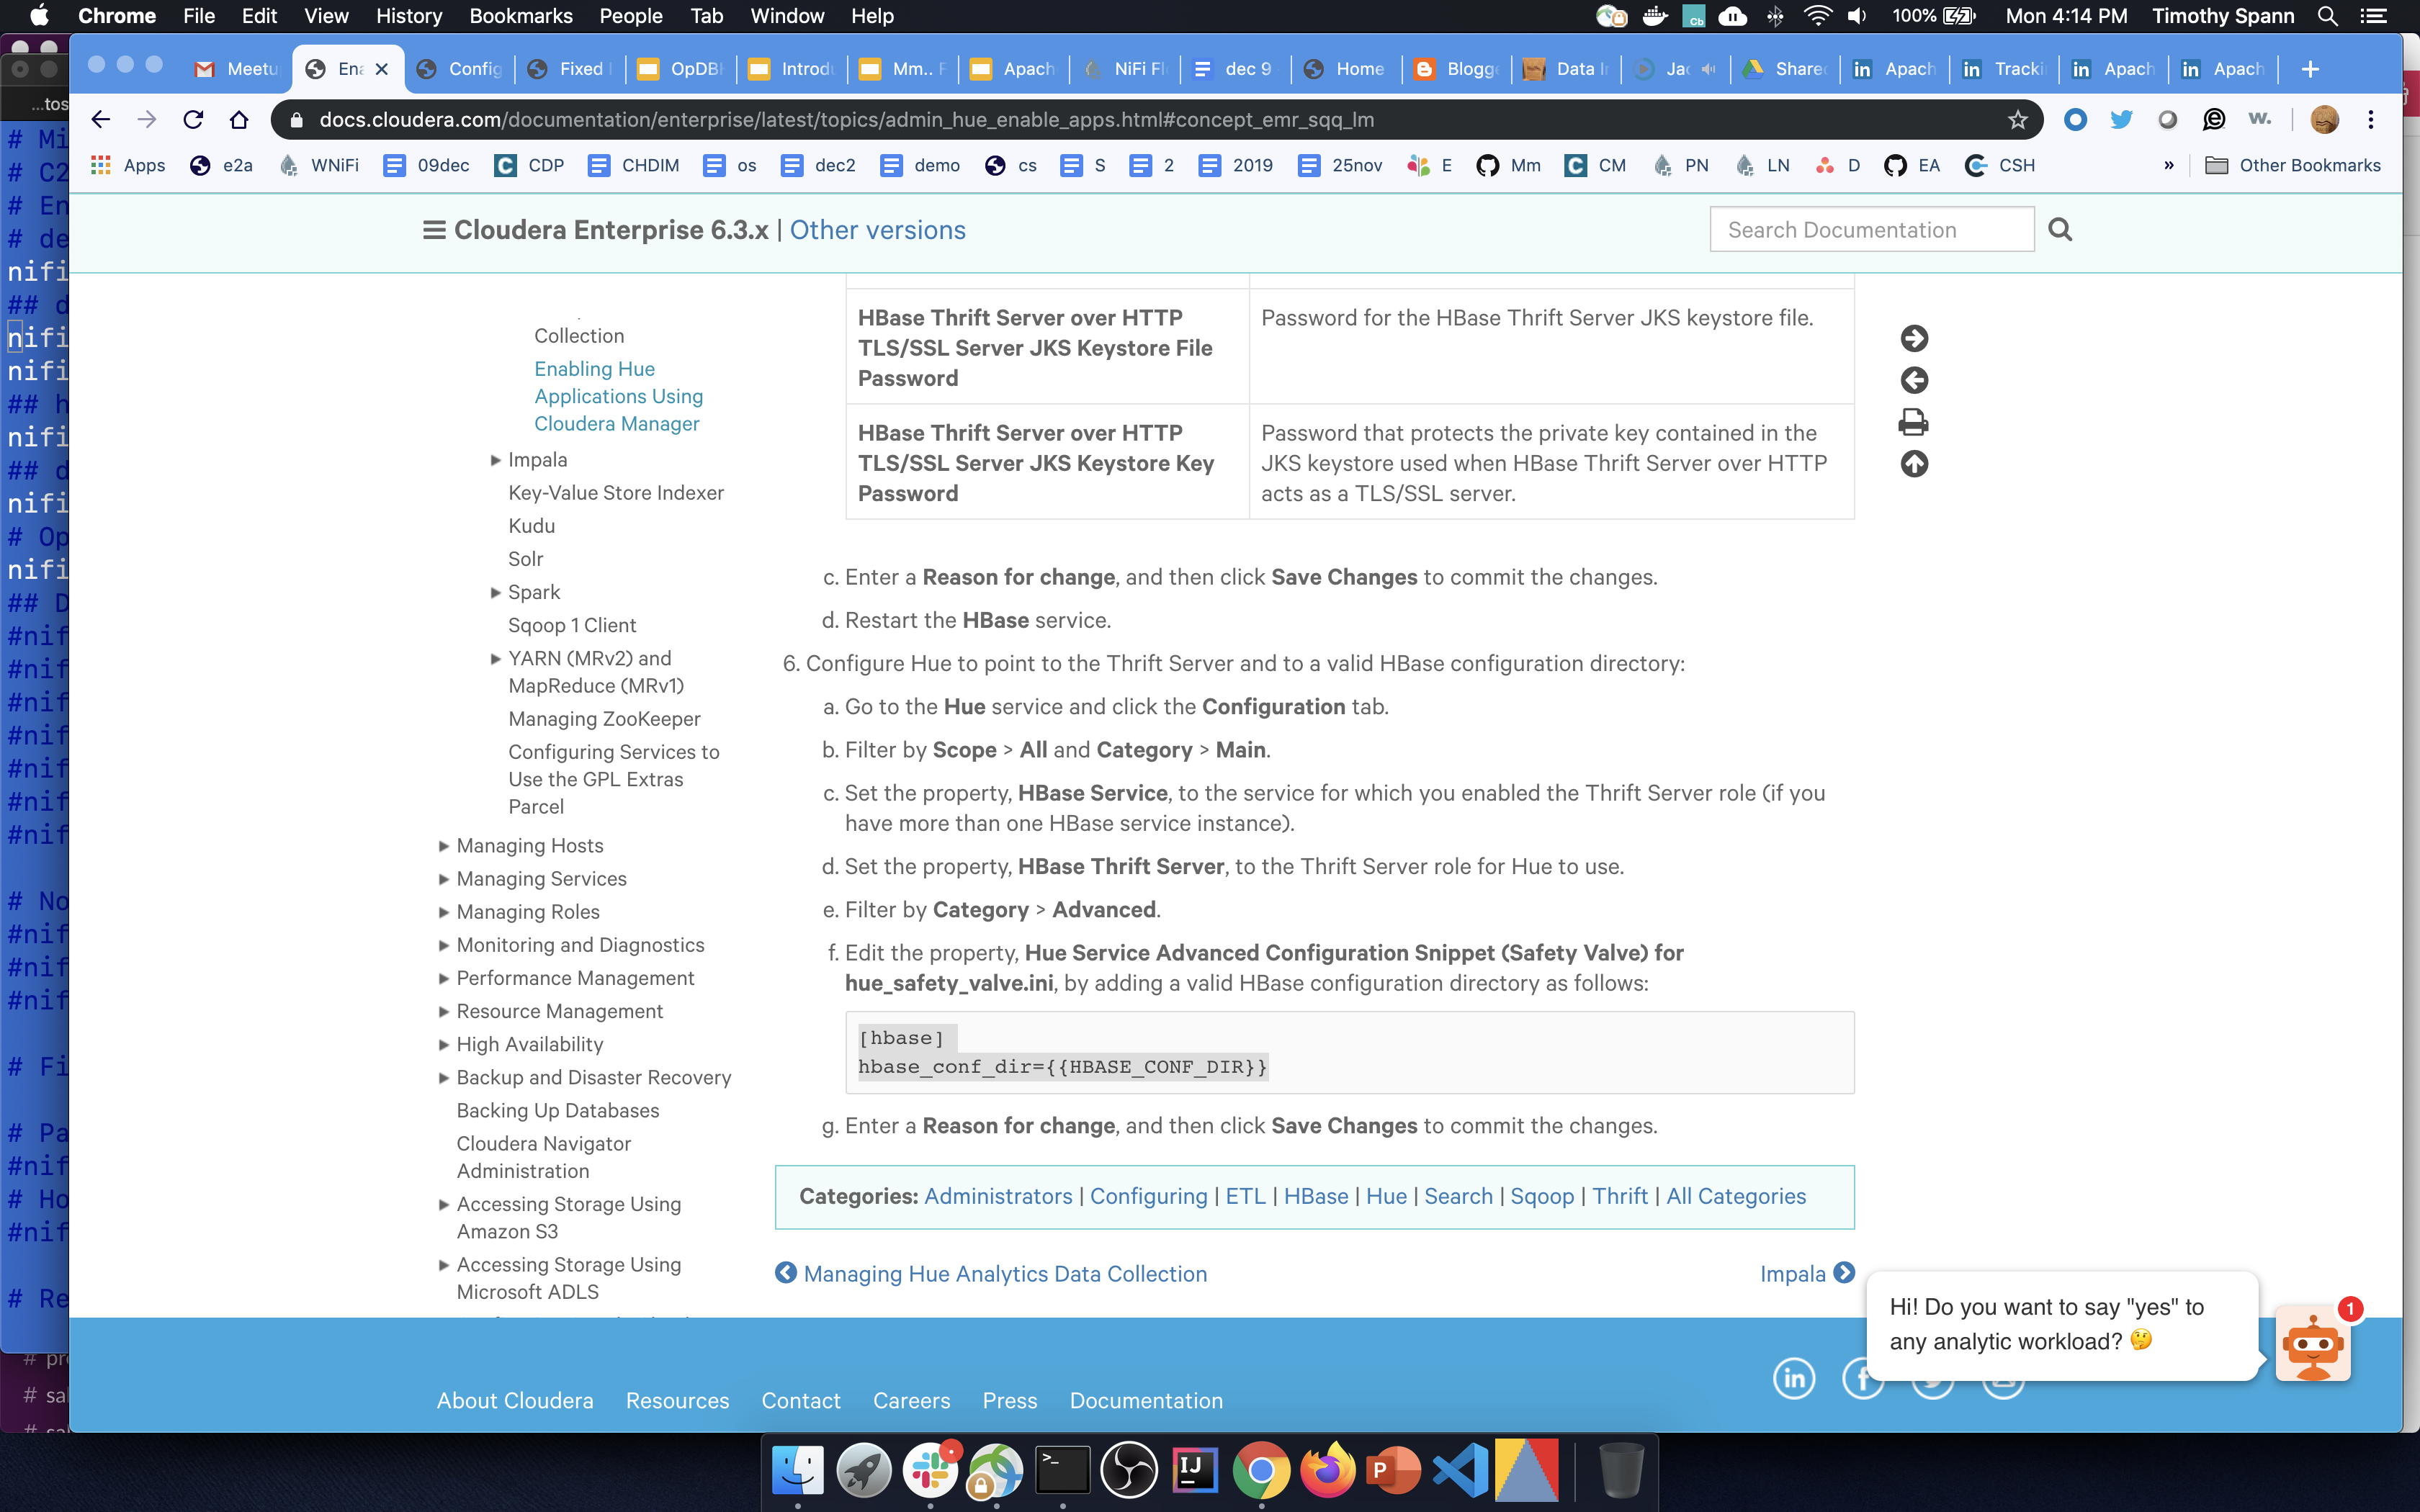 Chrome File Edit View History Bookmarks People Tab Window Help
100% Mon 4:14 PM Timothy Spann
Meetu Ena Config Fixed OpDBI Introdu Mm.. F Apach NiFi Fl dec 9 Home Blogge Data I Jac Shared Apach Tracki Apach Apach
...tos
docs.cloudera.com/documentation/enterprise/latest/topics/admin_hue_enable_apps.html#concept_emr_sqq_lm
Apps e2a WNiFi 09dec CDP CHDIM os dec2 demo cs S 2 2019 25nov E Mm CM PN LN D EA CSH » Other Bookmarks
Cloudera Enterprise 6.3.x | Other versions
Search Documentation
# Mi
# C2
# En
# de
nifi
## d
nifi
nifi
## h
nifi
## d
nifi
# Op
nifi
## D
#nif
#nif
#nif
#nif
#nif
#nif
#nif
# No
#nif
#nif
#nif
# Fi
# Pa
#nif
# Ho
#nif
# Re
# pr
# sal
# sal
Collection
Enabling Hue
Applications Using
Cloudera Manager
Impala
Key-Value Store Indexer
Kudu
Solr
Spark
Sqoop 1 Client
YARN (MRv2) and
MapReduce (MRv1)
Managing ZooKeeper
Configuring Services to
Use the GPL Extras
Parcel
Managing Hosts
Managing Services
Managing Roles
Monitoring and Diagnostics
Performance Management
Resource Management
High Availability
Backup and Disaster Recovery
Backing Up Databases
Cloudera Navigator
Administration
Accessing Storage Using
Amazon S3
Accessing Storage Using
Microsoft ADLS
HBase Thrift Server over HTTP
TLS/SSL Server JKS Keystore File
Password
Password for the HBase Thrift Server JKS keystore file.
HBase Thrift Server over HTTP
TLS/SSL Server JKS Keystore Key
Password
Password that protects the private key contained in the
JKS keystore used when HBase Thrift Server over HTTP
acts as a TLS/SSL server.
c. Enter a Reason for change, and then click Save Changes to commit the changes.
d. Restart the HBase service.
6. Configure Hue to point to the Thrift Server and to a valid HBase configuration directory:
a. Go to the Hue service and click the Configuration tab.
b. Filter by Scope > All and Category > Main.
c. Set the property, HBase Service, to the service for which you enabled the Thrift Server role (if you
have more than one HBase service instance).
d. Set the property, HBase Thrift Server, to the Thrift Server role for Hue to use.
e. Filter by Category > Advanced.
f. Edit the property, Hue Service Advanced Configuration Snippet (Safety Valve) for
hue_safety_valve.ini, by adding a valid HBase configuration directory as follows:
[hbase]
hbase_conf_dir={{HBASE_CONF_DIR}}
g. Enter a Reason for change, and then click Save Changes to commit the changes.
Categories: Administrators | Configuring | ETL | HBase | Hue | Search | Sqoop | Thrift | All Categories
Managing Hue Analytics Data Collection
Impala
Hi! Do you want to say "yes" to
any analytic workload? 🤔
1
About Cloudera Resources Contact Careers Press Documentation